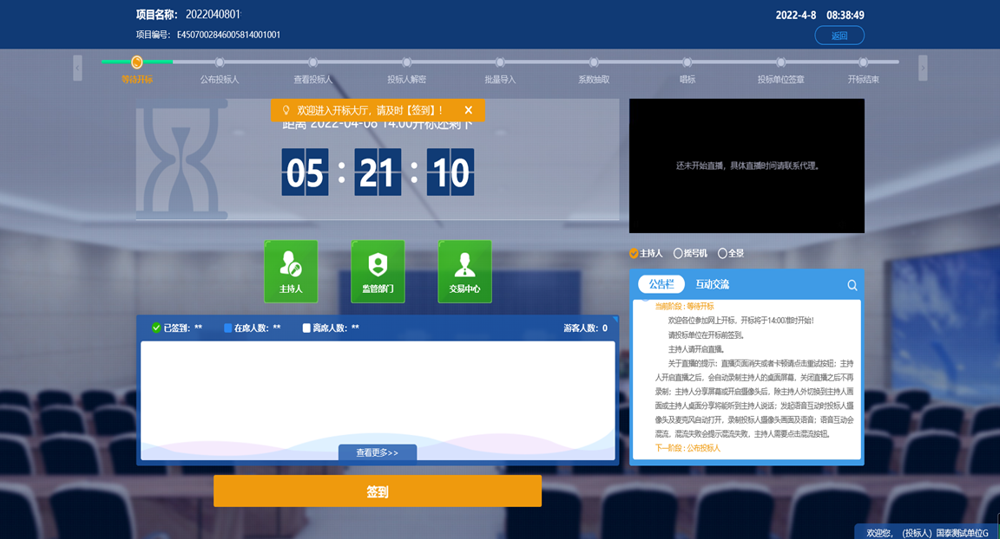 项目名称： 2022040801
2022-4-8 08:38:49
项目编号： E4507002846005814001001
返回
等待开标
公布投标人
查看投标人
投标人解密
批量导入
系数抽取
唱标
投标单位签章
开标结束
欢迎进入开标大厅，请及时【签到】！ ×
距离 2022-04-08 14:00开标还剩下
05 : 21 : 10
还未开始直播，具体直播时间请联系代理。
主持人
监管部门
交易中心
主持人 摇号机 全景
公告栏 互动交流
已签到： ** 在席人数： ** 离席人数： ** 游客人数： 0
当前阶段 : 等待开标
欢迎各位参加网上开标，开标将于14:00准时开始！
请投标单位在开标前签到。
主持人请开启直播。
关于直播的提示：直播页面消失或者卡顿请点击重试按钮；主持
人开启直播之后，会自动录制主持人的桌面屏幕，关闭直播之后不再
录制；主持人分享屏幕或开启摄像头后，除主持人外切换到主持人画
面或主持人桌面分享将能听到主持人说话；发起语音互动时投标人摄
像头及麦克风自动打开，录制投标人摄像头画面及语音；语音互动会
混流，混流失败会提示混流失败，主持人需要点击混流按钮。
下一阶段 : 公布投标人
查看更多>>
签到
欢迎您，（投标人）国泰测试单位G